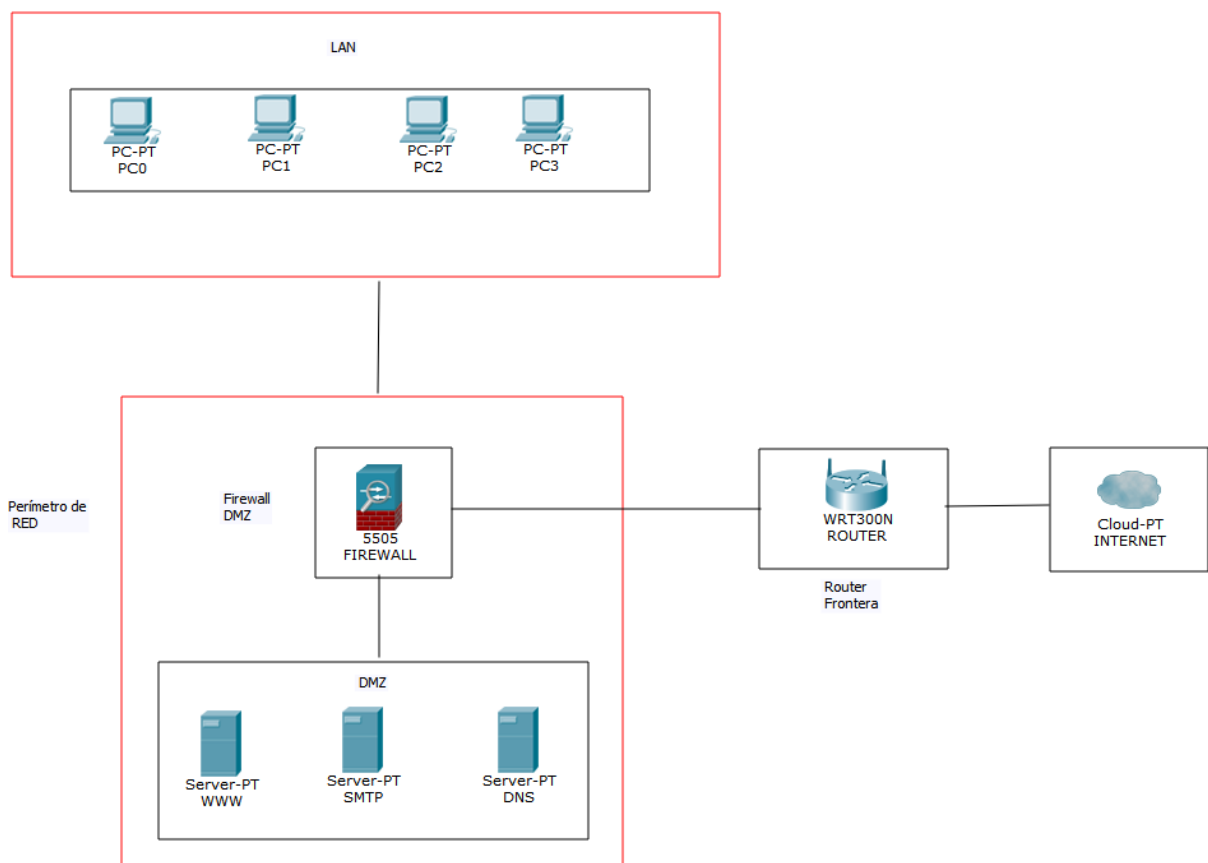 LAN
PC-PT
PC0
PC-PT
PC1
PC-PT
PC2
PC-PT
PC3
Perímetro de
RED
Firewall
DMZ
5505
FIREWALL
WRT300N
ROUTER
Router
Frontera
Cloud-PT
INTERNET
DMZ
Server-PT
WWW
Server-PT
SMTP
Server-PT
DNS